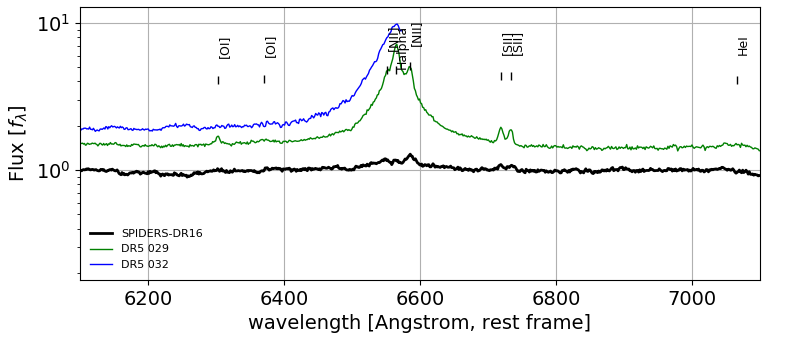 10¹
10⁰
Flux [fλ]
[OI]
[OI]
[NII]
Halpha
[NII]
[SII]
[SII]
HeI
SPIDERS-DR16
DR5 029
DR5 032
6200 6400 6600 6800 7000
wavelength [Angstrom, rest frame]